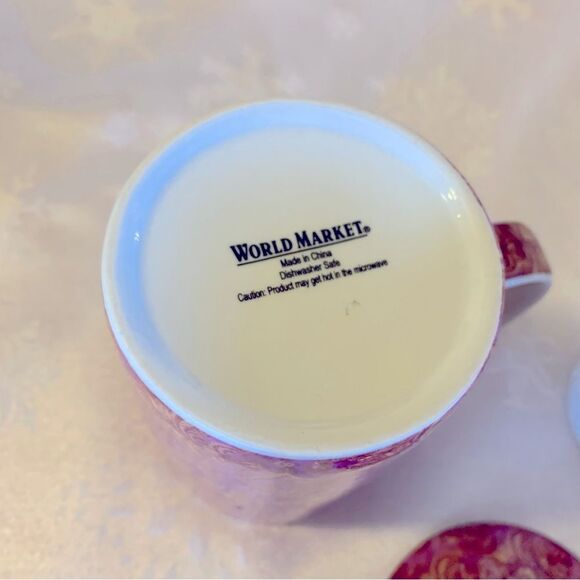 WORLD MARKET®
Made in China
Dishwasher Safe
Caution: Product may get hot in the microwave